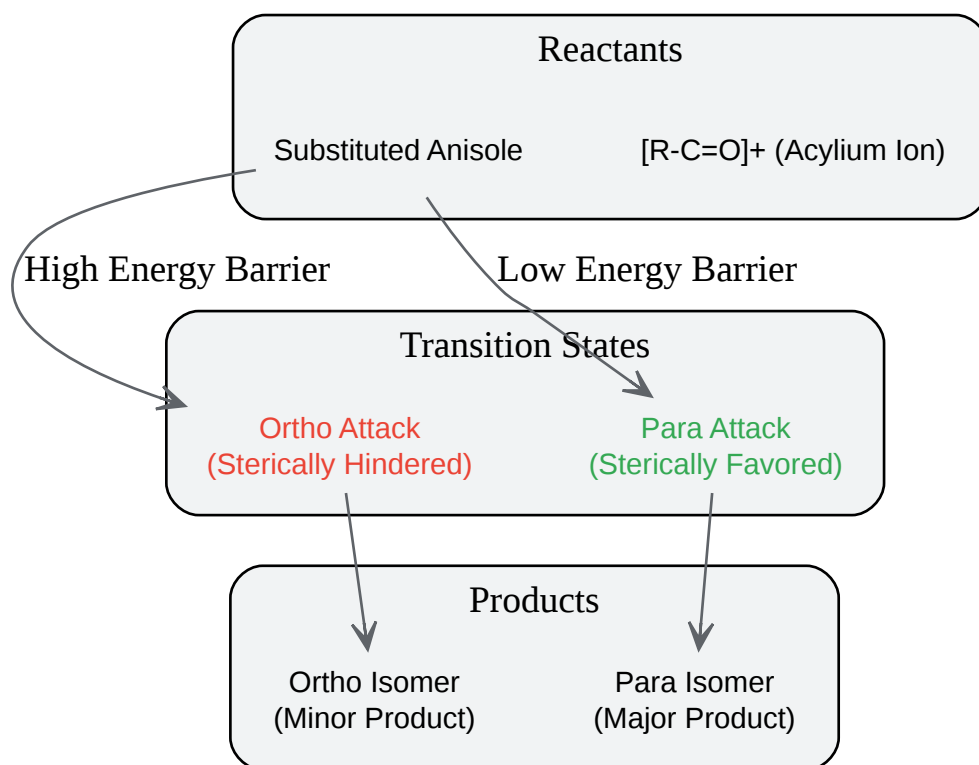 Reactants
Substituted Anisole
[R-C=O]+ (Acylium Ion)
High Energy Barrier
Low Energy Barrier
Transition States
Ortho Attack
(Sterically Hindered)
Para Attack
(Sterically Favored)
Products
Ortho Isomer
(Minor Product)
Para Isomer
(Major Product)